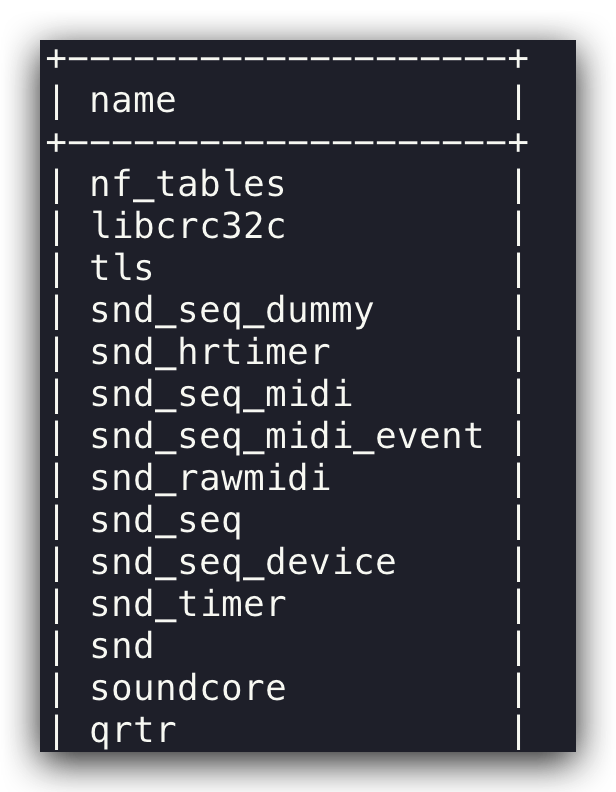 +--------------------+
| name               |
+--------------------+
| nf_tables          |
| libcrc32c          |
| tls                |
| snd_seq_dummy      |
| snd_hrtimer        |
| snd_seq_midi       |
| snd_seq_midi_event |
| snd_rawmidi        |
| snd_seq            |
| snd_seq_device     |
| snd_timer          |
| snd                |
| soundcore          |
| qrtr               |